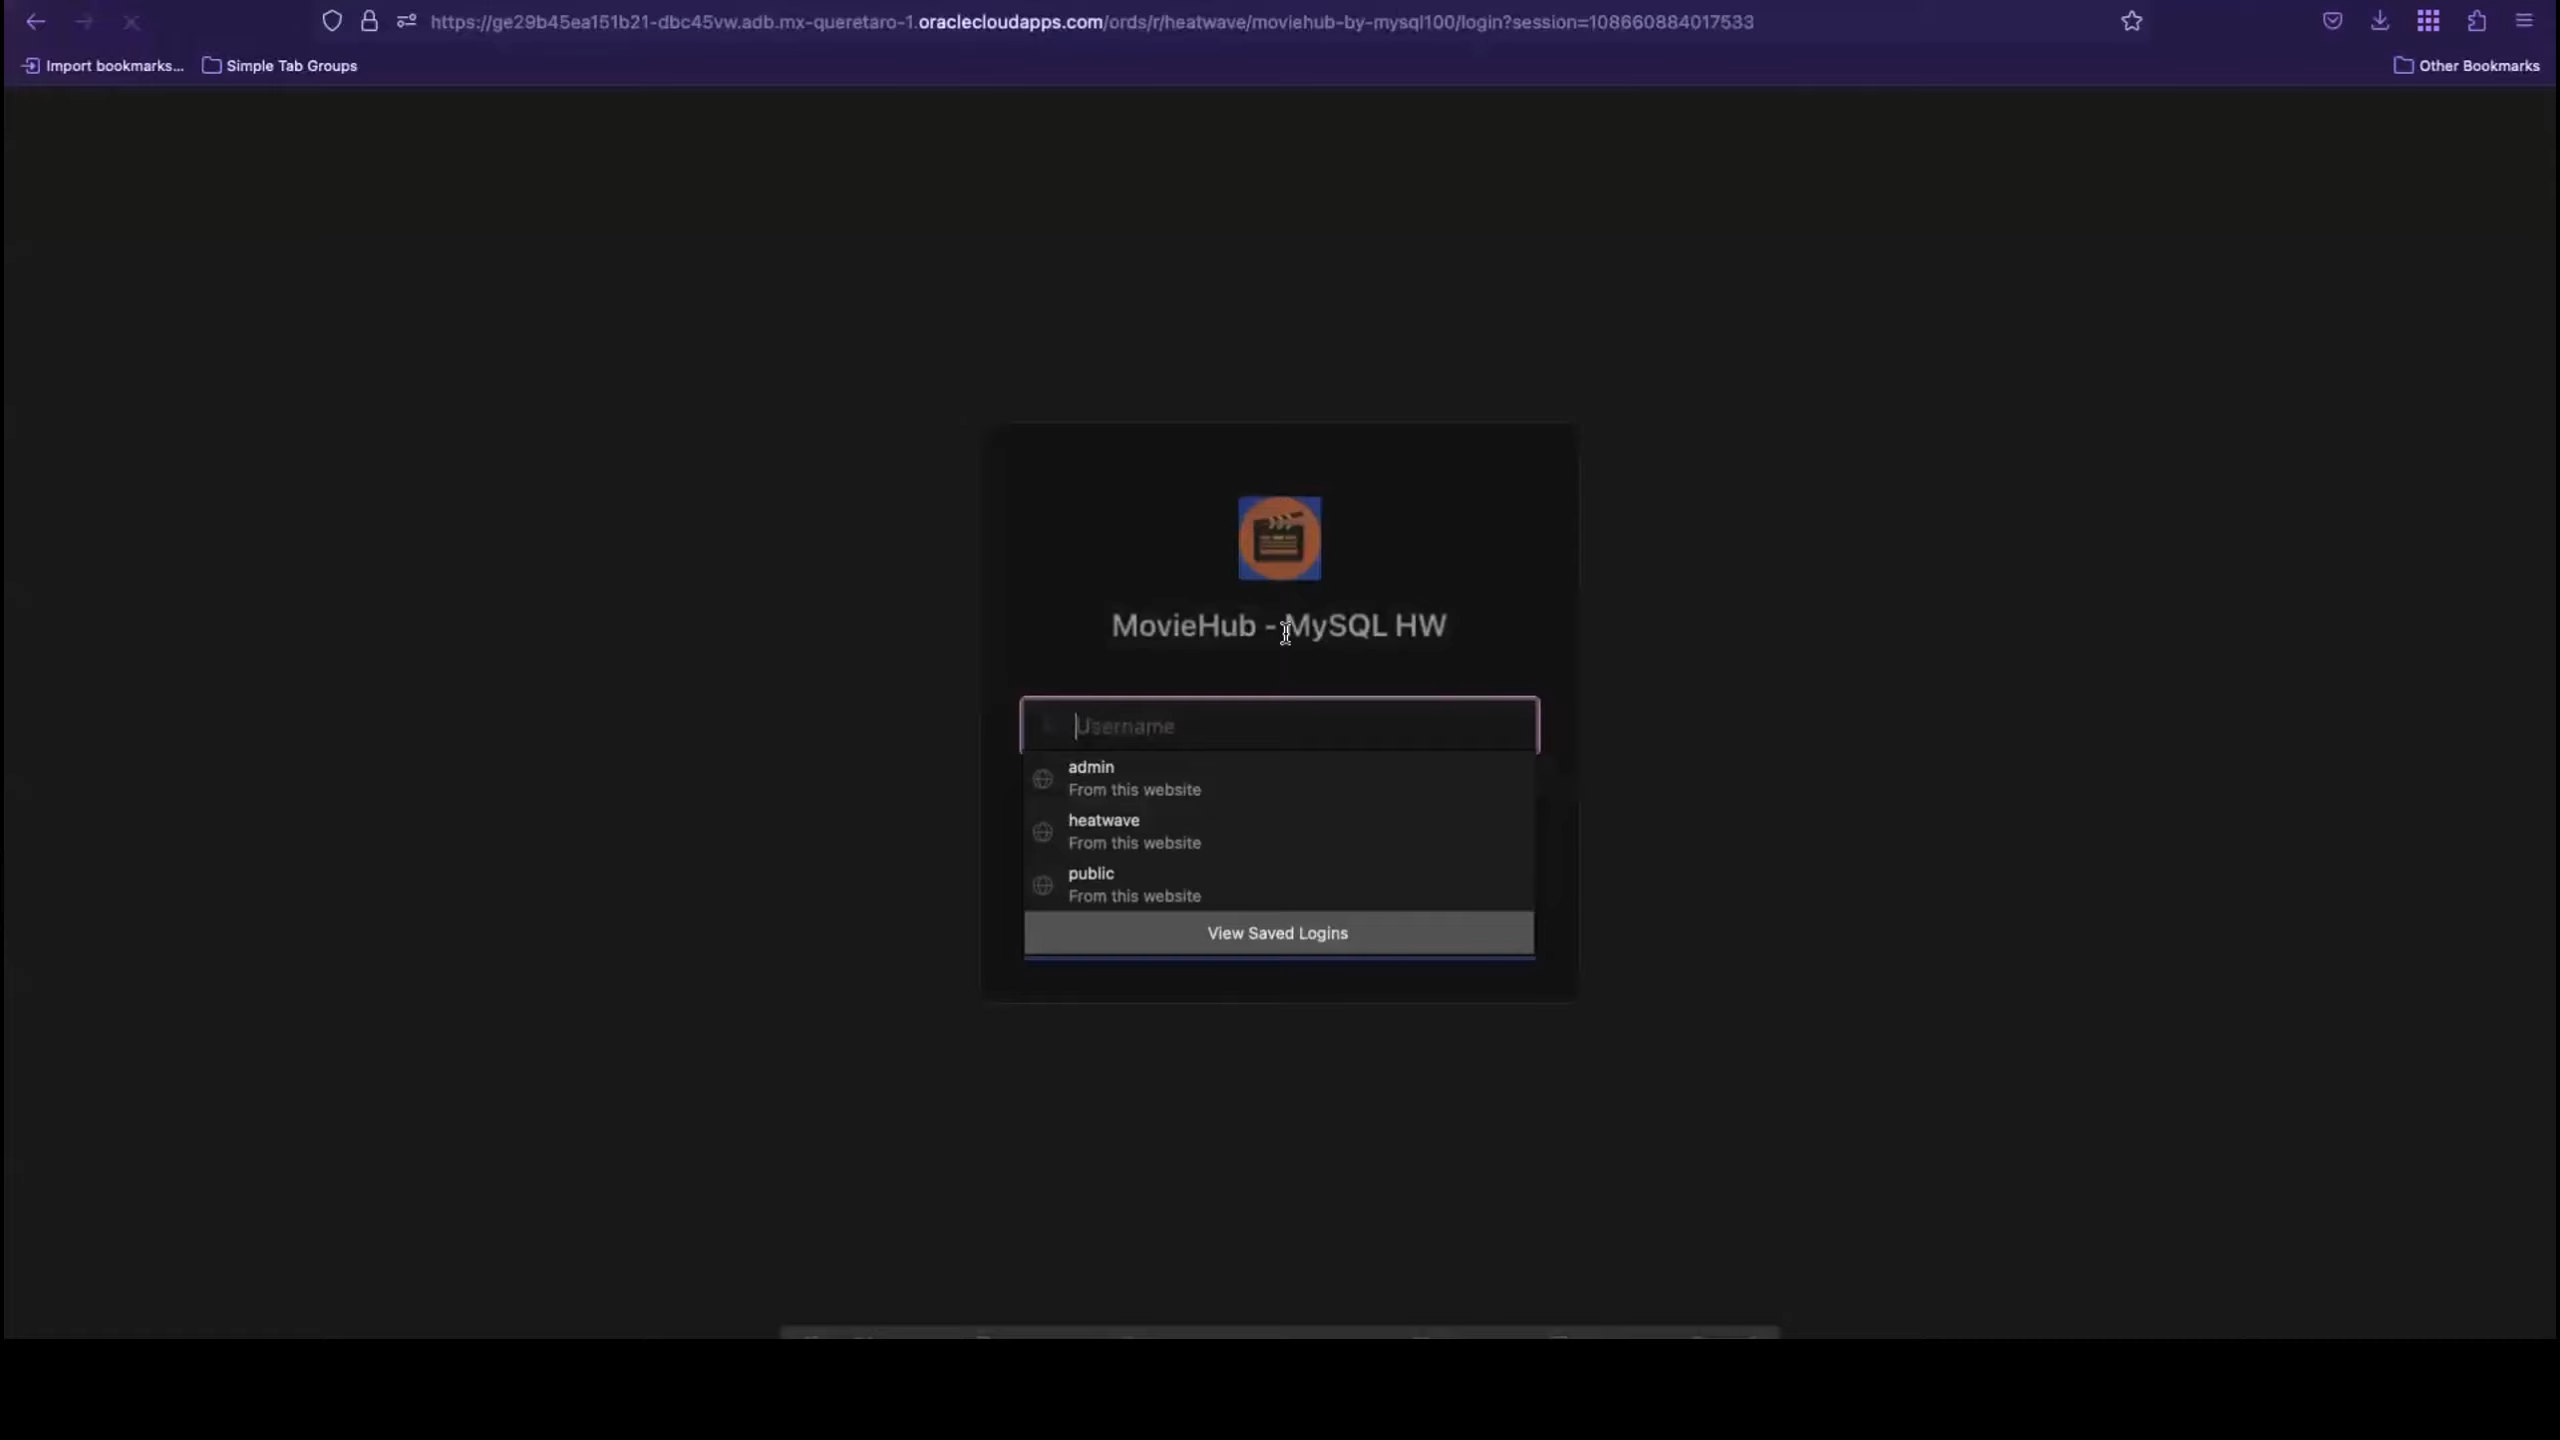 https://ge29b45ea151b21-dbc45vw.adb.mx-queretaro-1.oraclecloudapps.com/ords/r/heatwave/moviehub-by-mysql100/login?session=108660884017533
Import bookmarks... Simple Tab Groups Other Bookmarks
MovieHub - MySQL HW
Username
admin
From this website
heatwave
From this website
public
From this website
View Saved Logins